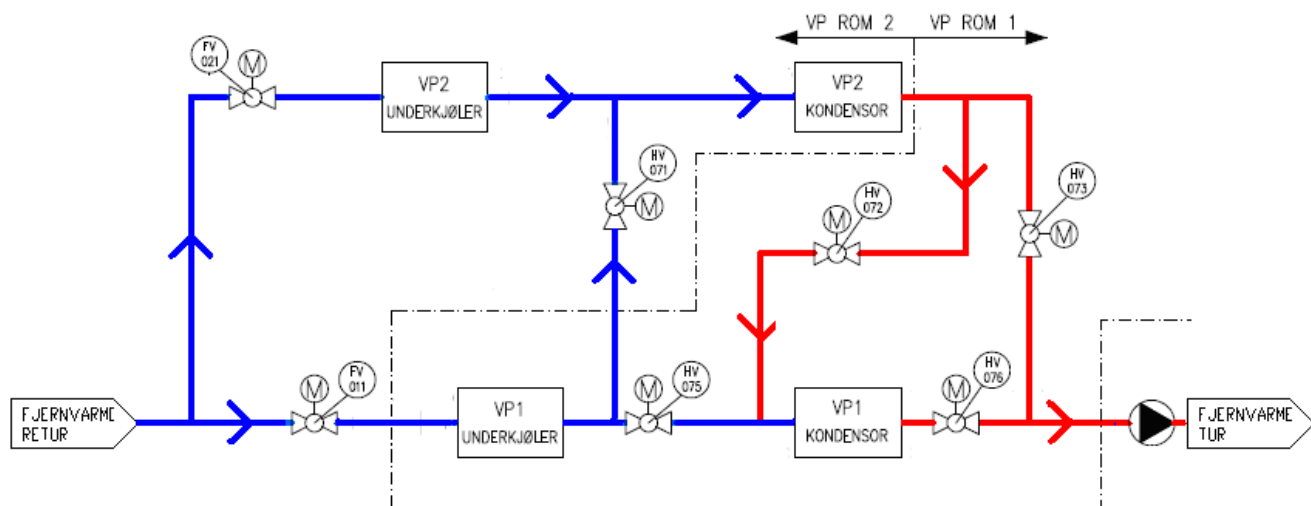 VP ROM 2
VP ROM 1
FV
021
M
VP2
UNDERKJØLER
VP2
KONDENSOR
HV
071
M
HV
072
M
HV
073
M
FJERNVARME
RETUR
M
FV
011
VP1
UNDERKJØLER
M
HV
075
VP1
KONDENSOR
M
HV
076
FJERNVARME
TUR